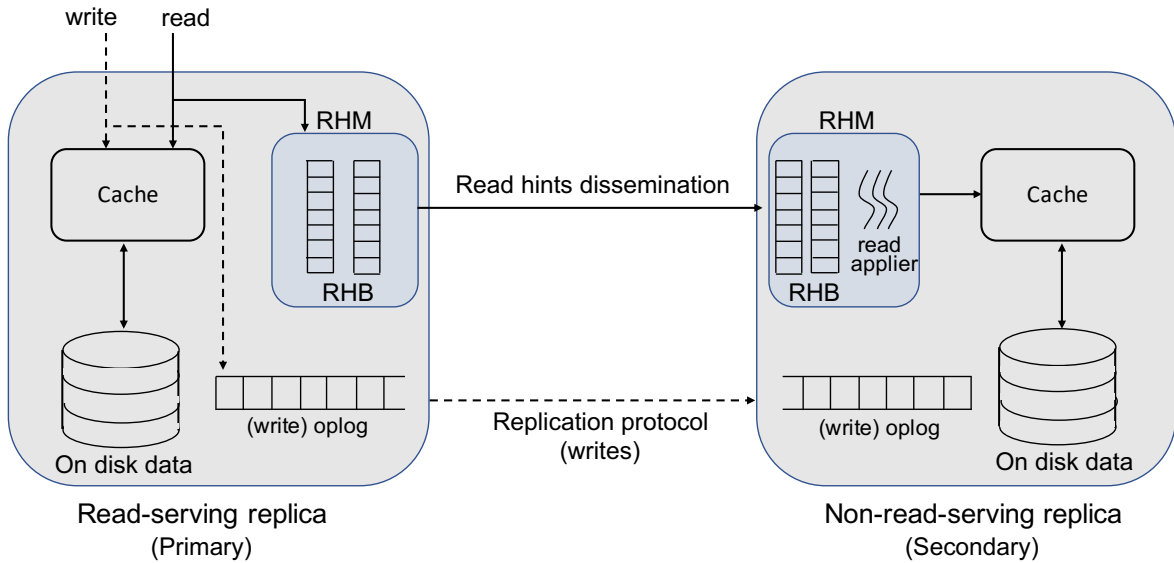 write
read
RHM
Cache
RHB
On disk data
(write) oplog
Read-serving replica
(Primary)
Read hints dissemination
Replication protocol
(writes)
RHM
read
applier
RHB
Cache
(write) oplog
On disk data
Non-read-serving replica
(Secondary)